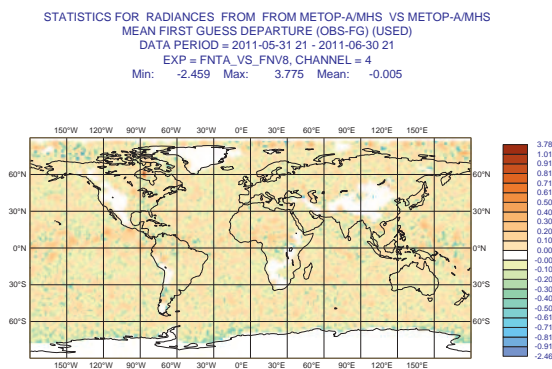 STATISTICS FOR RADIANCES FROM FROM METOP-A/MHS VS METOP-A/MHS
MEAN FIRST GUESS DEPARTURE (OBS-FG) (USED)
DATA PERIOD = 2011-05-31 21 - 2011-06-30 21
EXP = FNTA_VS_FNV8, CHANNEL = 4
Min: -2.459 Max: 3.775 Mean: -0.005
150°W 120°W 90°W 60°W 30°W 0°E 30°E 60°E 90°E 120°E 150°E
60°N 60°N
30°N 30°N
0°N 0°N
30°S 30°S
60°S 60°S
150°W 120°W 90°W 60°W 30°W 0°E 30°E 60°E 90°E 120°E 150°E
3.78
1.01
0.91
0.81
0.71
0.61
0.50
0.40
0.30
0.20
0.10
0.00
-0.00
-0.10
-0.20
-0.30
-0.40
-0.50
-0.61
-0.71
-0.81
-0.91
-2.46